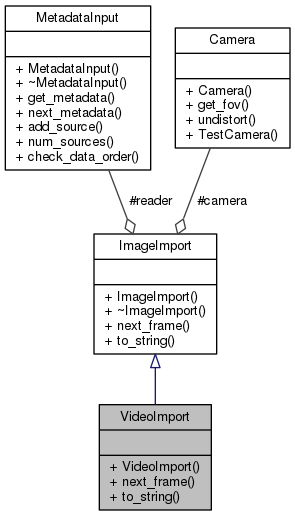 MetadataInput
+ MetadataInput()
+ ~MetadataInput()
+ get_metadata()
+ next_metadata()
+ add_source()
+ num_sources()
+ check_data_order()
Camera
+ Camera()
+ get_fov()
+ undistort()
+ TestCamera()
#reader
#camera
ImageImport
+ ImageImport()
+ ~ImageImport()
+ next_frame()
+ to_string()
VideoImport
+ VideoImport()
+ next_frame()
+ to_string()